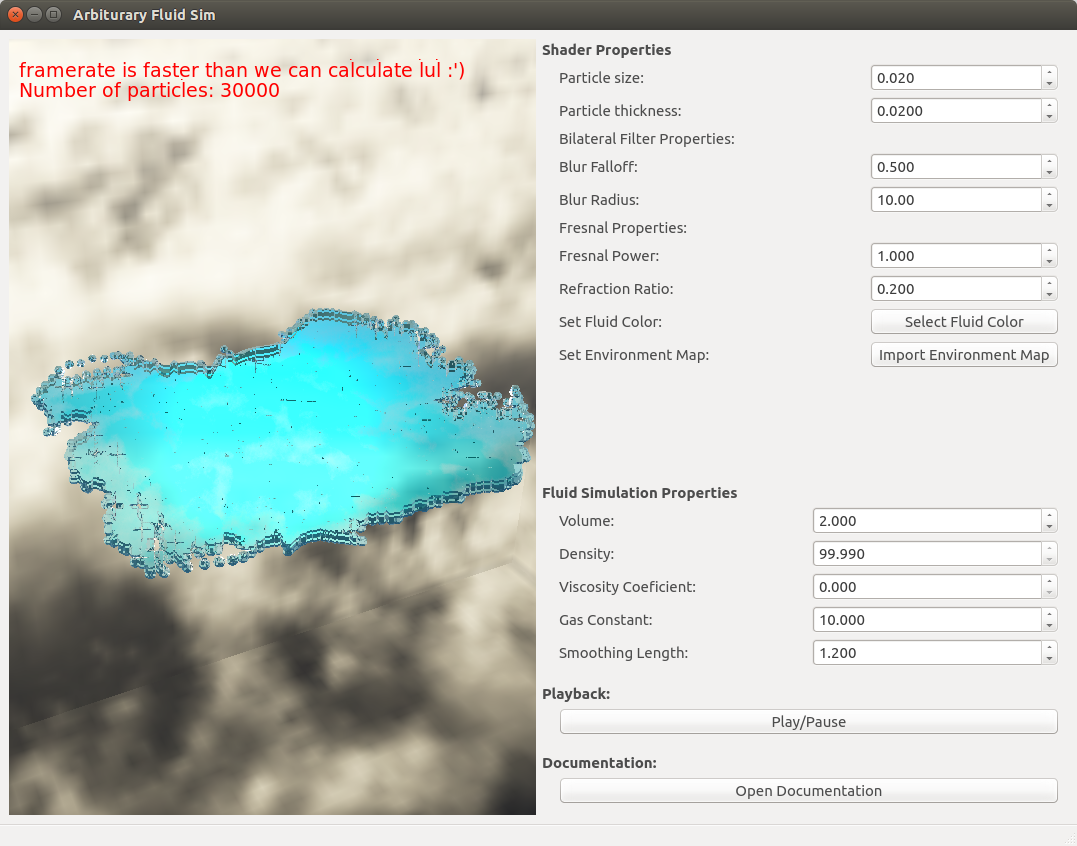 Arbiturary Fluid Sim
framerate is faster than we can calculate lul :')
Number of particles: 30000
Shader Properties
Particle size: 0.020
Particle thickness: 0.0200
Bilateral Filter Properties:
Blur Falloff: 0.500
Blur Radius: 10.00
Fresnal Properties:
Fresnal Power: 1.000
Refraction Ratio: 0.200
Set Fluid Color: Select Fluid Color
Set Environment Map: Import Environment Map
Fluid Simulation Properties
Volume: 2.000
Density: 99.990
Viscosity Coeficient: 0.000
Gas Constant: 10.000
Smoothing Length: 1.200
Playback:
Play/Pause
Documentation:
Open Documentation